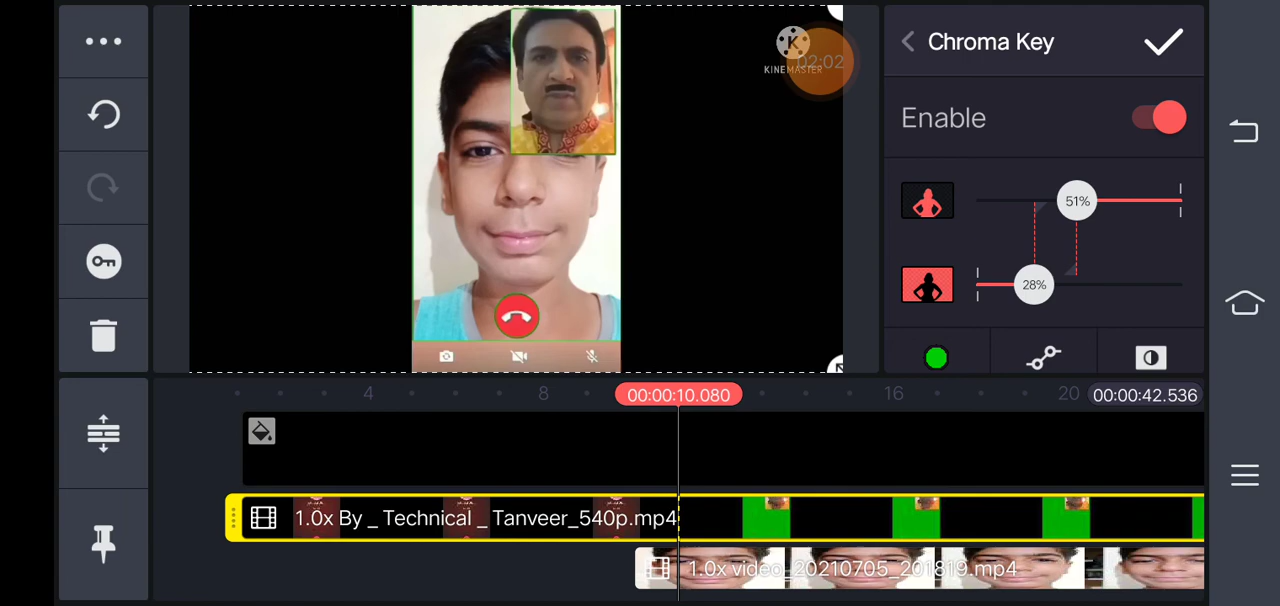 Chroma Key
02:02
KINEMASTER
Enable
51%
28%
4
8
00:00:10.080
16
20
00:00:42.536
1.0x By _ Technical _ Tanveer_540p.mp4
1.0x video_20210705_201819.mp4